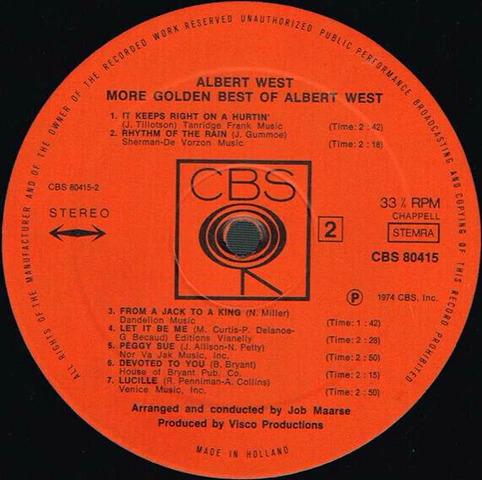 ALL RIGHTS OF THE MANUFACTURER AND OF THE OWNER OF THE RECORDED WORK RESERVED UNAUTHORIZED PUBLIC PERFORMANCE BROADCASTING AND COPYING OF THIS RECORD PROHIBITED
ALBERT WEST
MORE GOLDEN BEST OF ALBERT WEST
1. IT KEEPS RIGHT ON A HURTIN'
(J. Tillotson) Tanridge Frank Music (Time: 2 : 42)
2. RHYTHM OF THE RAIN (J. Gummoe)
Sherman-De Vorzon Music (Time: 2 : 18)
CBS 80415-2
STEREO
CBS
2
33⅓ RPM
CHAPPELL
STEMRA
CBS 80415
3. FROM A JACK TO A KING (N. Miller)
Dandelion Music (Time: 1 : 42)
4. LET IT BE ME (M. Curtis-P. Delanoe-
G Becaud) Editions Vianelly (Time: 2 : 28)
5. PEGGY SUE (J. Allison-N. Petty)
Nor Va Jak Music, Inc. (Time: 2 : 50)
6. DEVOTED TO YOU (B. Bryant)
House of Bryant Pub. Co. (Time: 2 : 15)
7. LUCILLE (R. Penniman-A. Collins)
Venice Music, Inc. (Time: 2 : 50)
P 1974 CBS, Inc.
Arranged and conducted by Job Maarse
Produced by Visco Productions
MADE IN HOLLAND